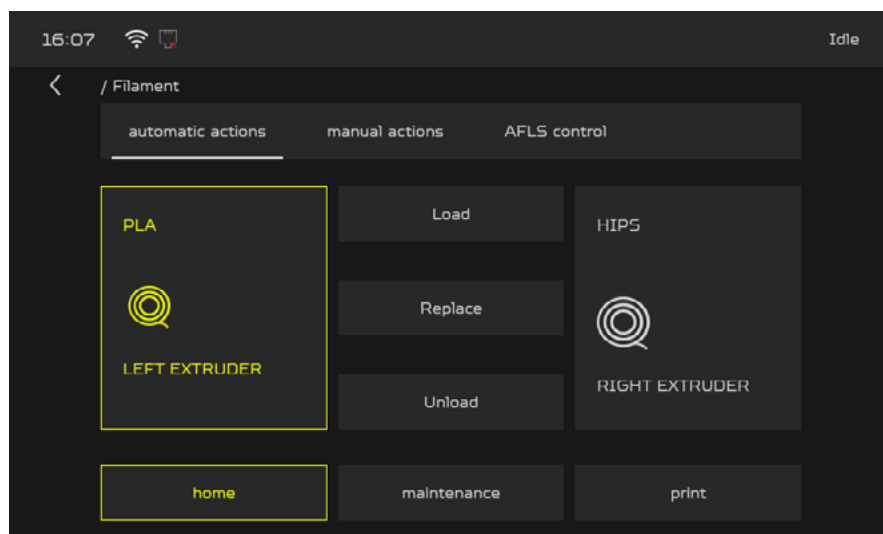 16:07
Idle
/ Filament
automatic actions manual actions AFLS control
PLA
Load
HIPS
Replace
LEFT EXTRUDER
RIGHT EXTRUDER
Unload
home maintenance print